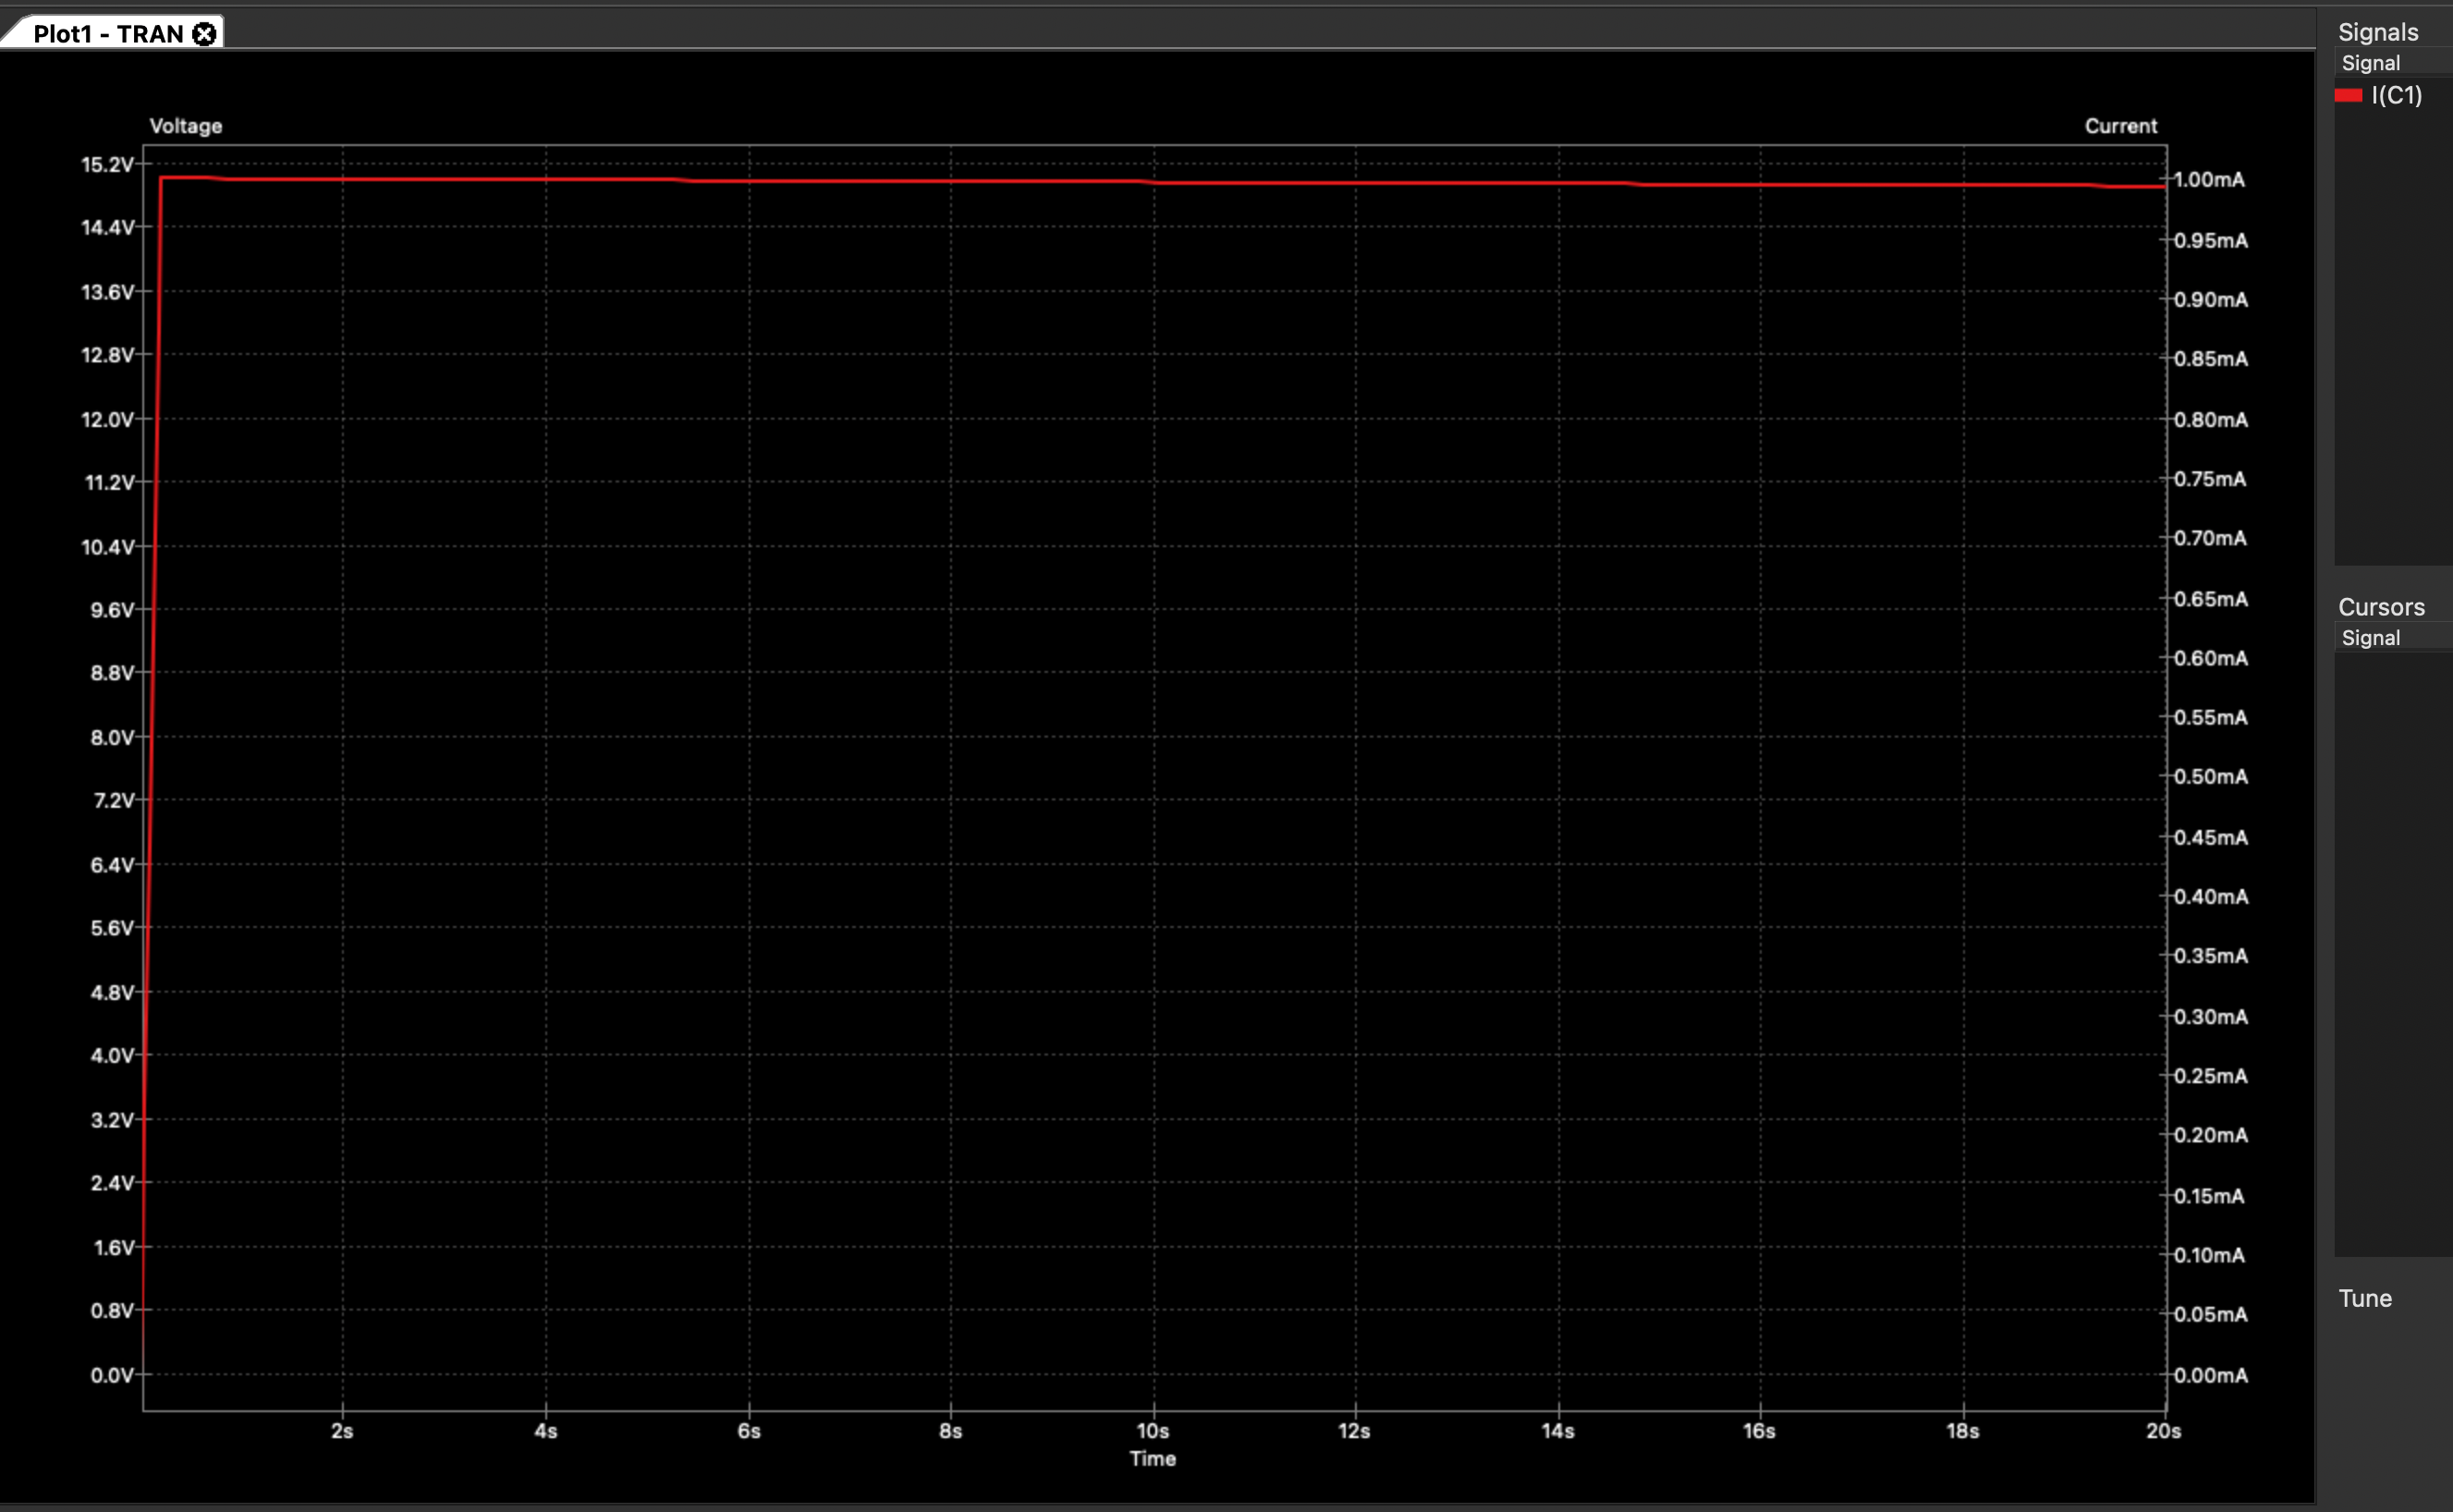 Plot1 - TRAN
Signals
Signal
I(C1)
Voltage
Current
15.2V
14.4V
13.6V
12.8V
12.0V
11.2V
10.4V
9.6V
8.8V
8.0V
7.2V
6.4V
5.6V
4.8V
4.0V
3.2V
2.4V
1.6V
0.8V
0.0V
1.00mA
0.95mA
0.90mA
0.85mA
0.80mA
0.75mA
0.70mA
0.65mA
0.60mA
0.55mA
0.50mA
0.45mA
0.40mA
0.35mA
0.30mA
0.25mA
0.20mA
0.15mA
0.10mA
0.05mA
0.00mA
2s 4s 6s 8s 10s 12s 14s 16s 18s 20s
Time
Cursors
Signal
Tune